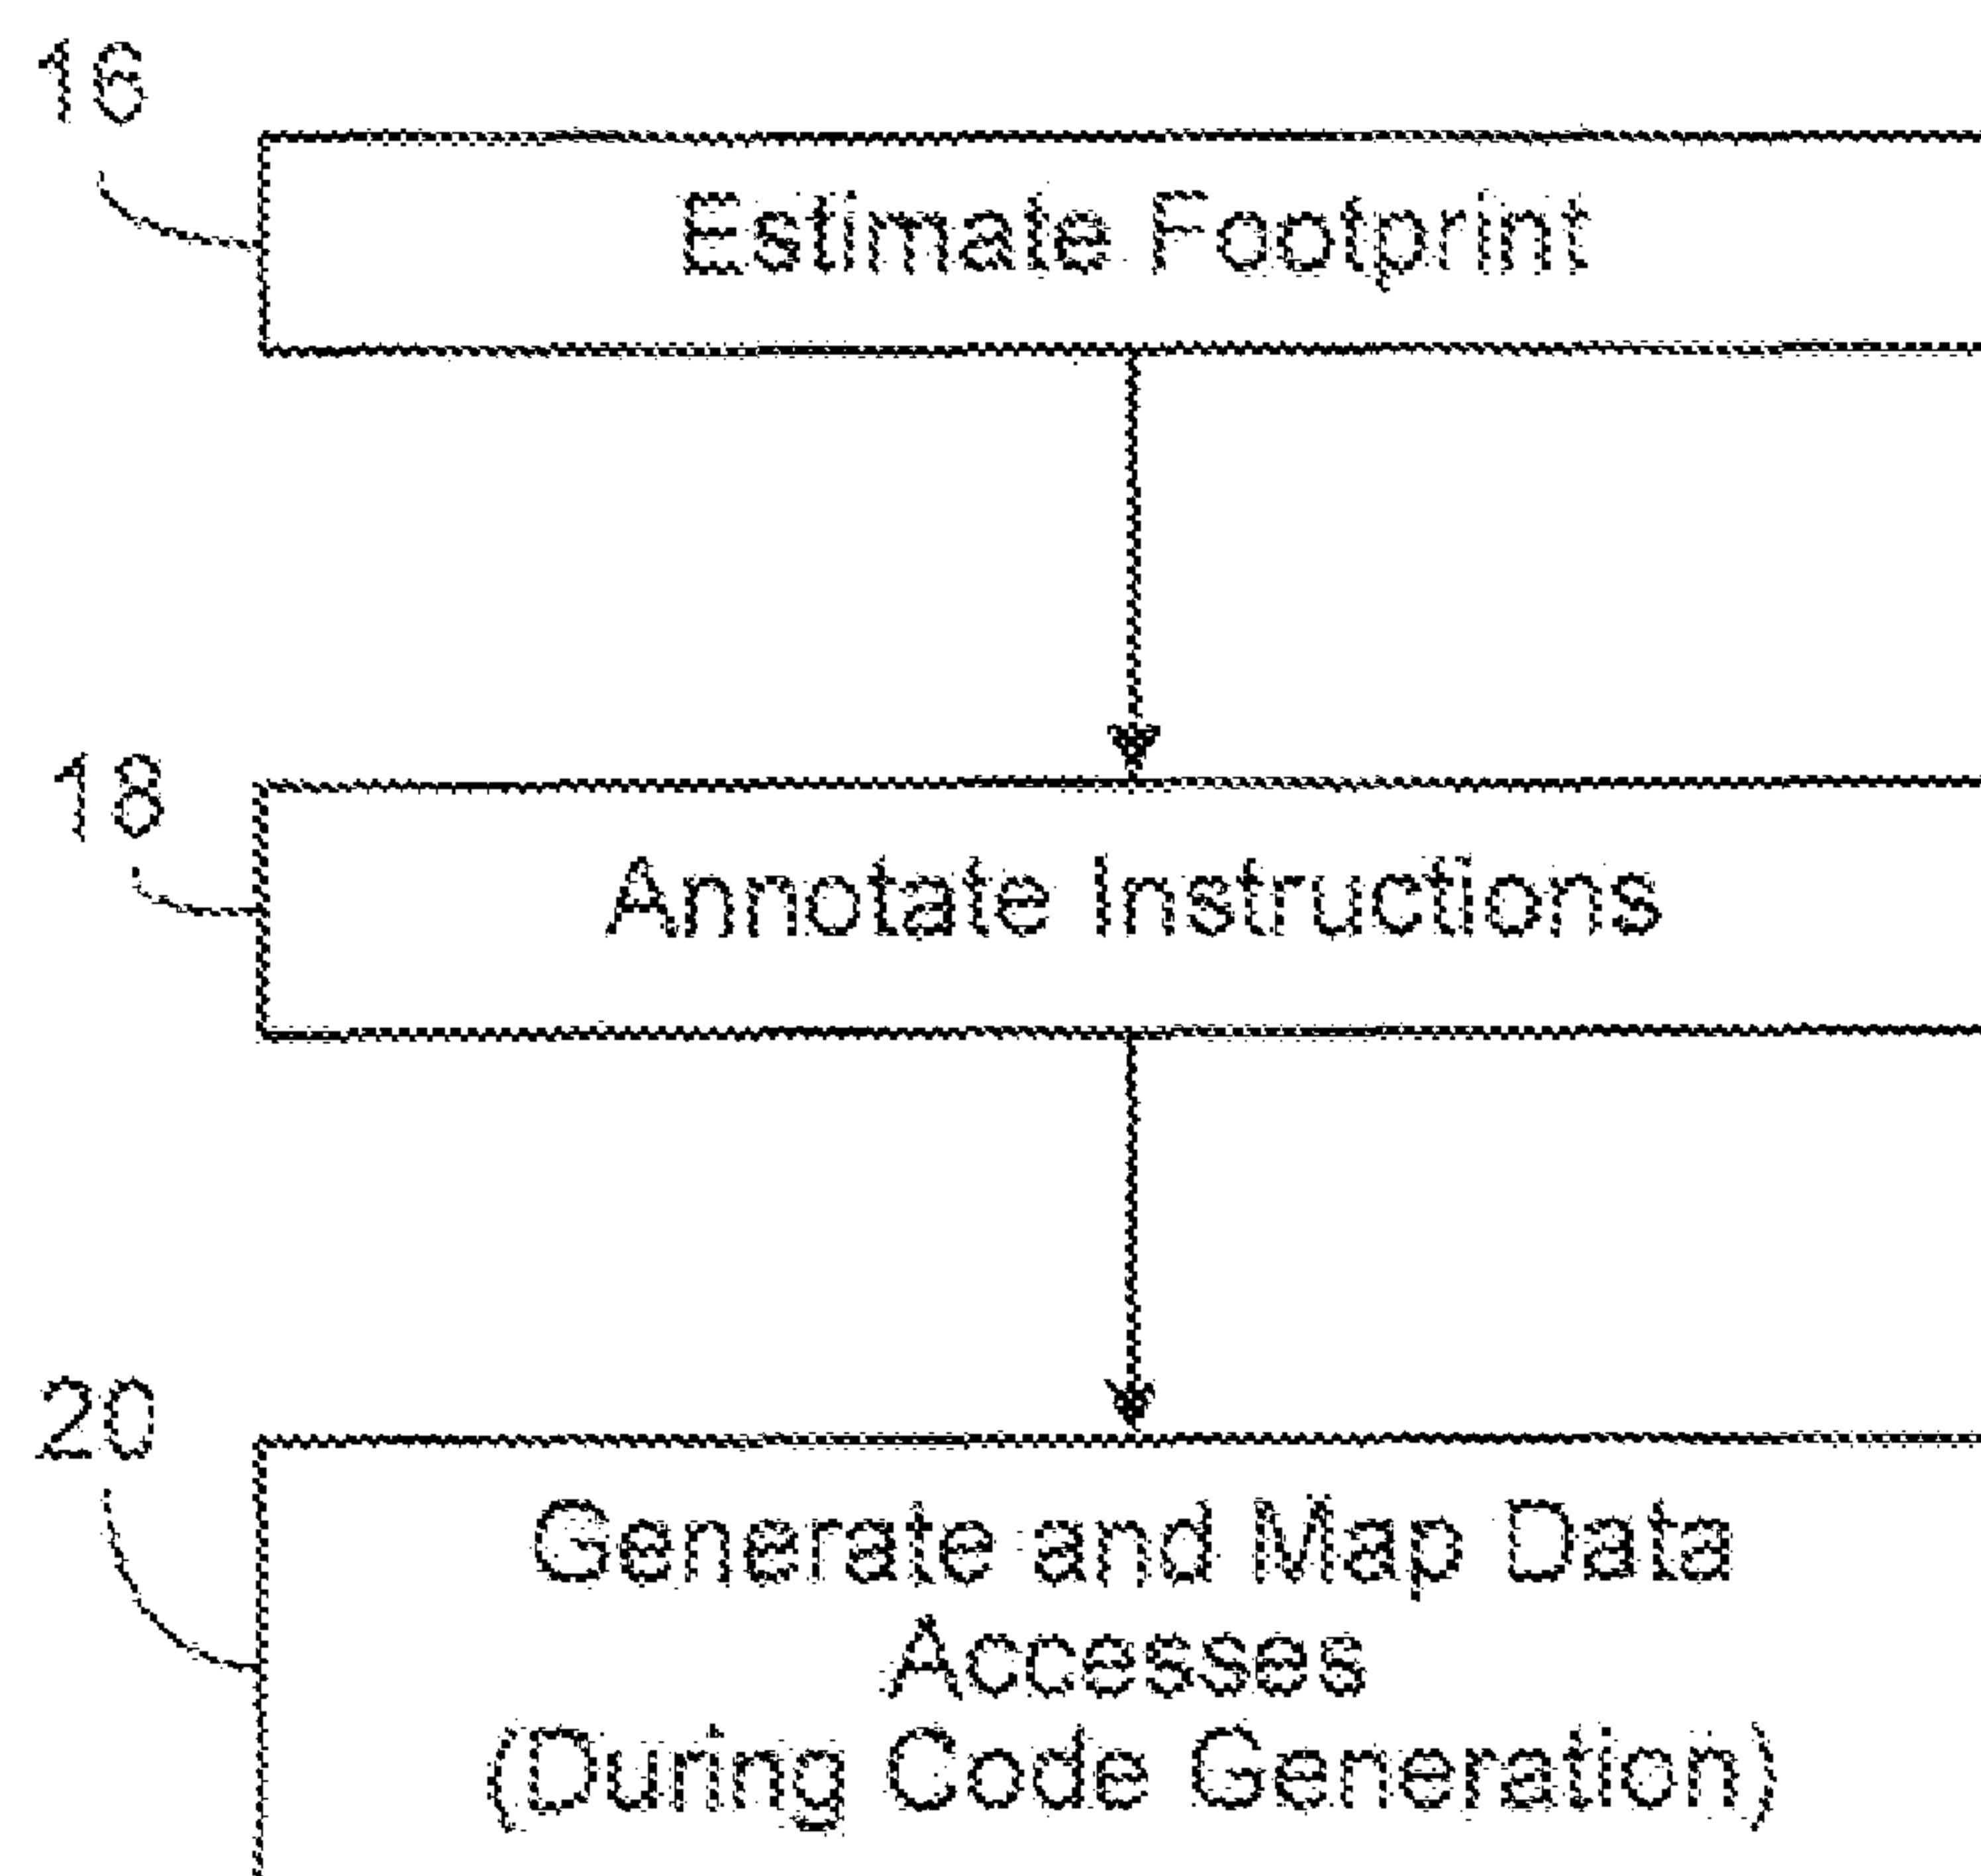 16
Estimate Footprint
18
Annotate Instructions
20
Generate and Map Data
Accesses
(During Code Generation)